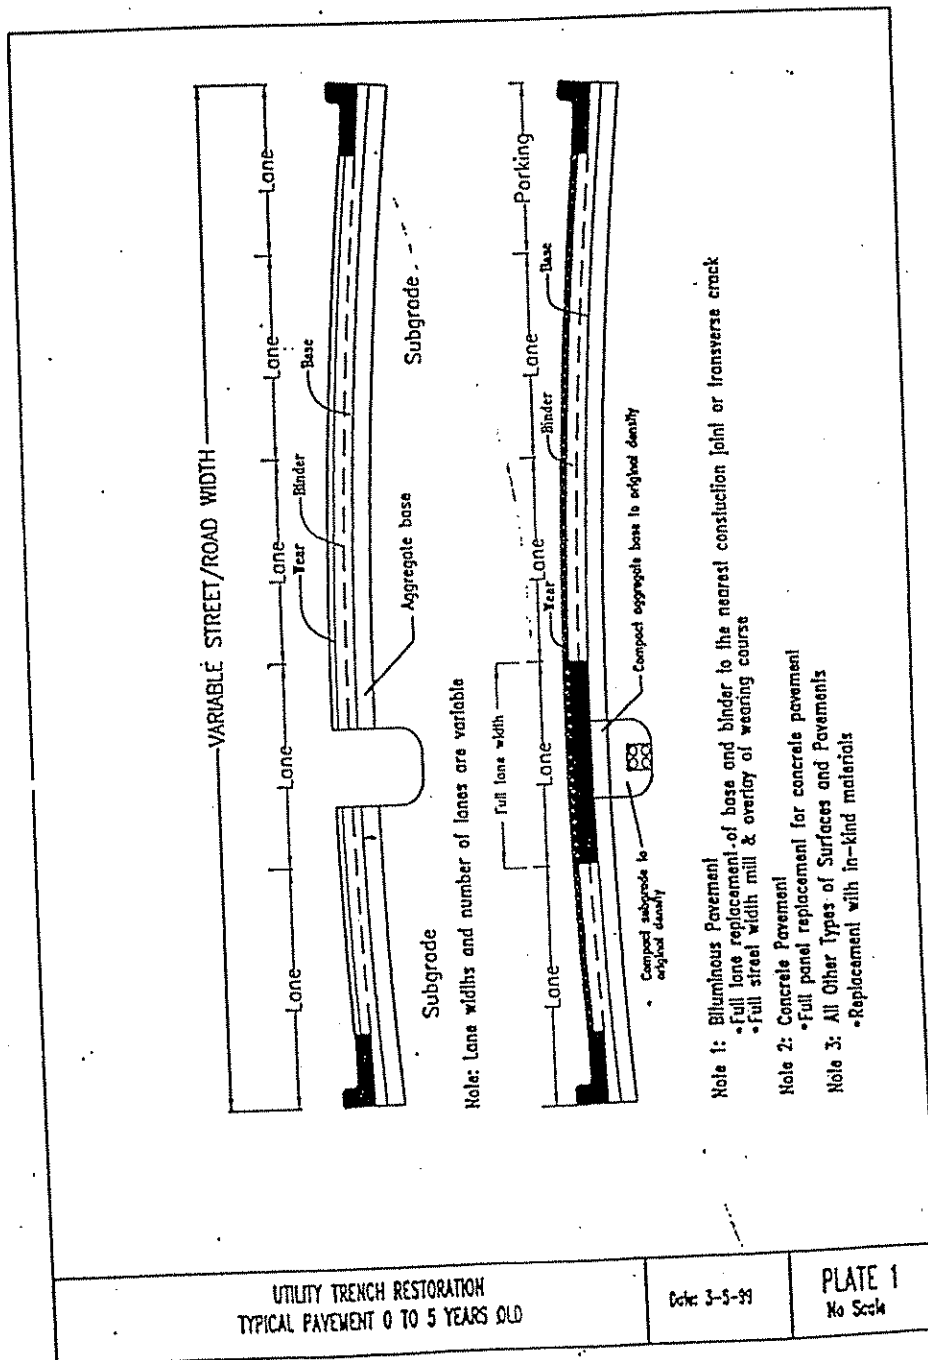 VARIABLE STREET/ROAD WIDTH
Lane
Lane
Lane
Lane
Lane
Wear
Binder
Base
Subgrade
Aggregate base
Subgrade
Note: Lane widths and number of lanes are variable
Full lane width
Lane
Lane
Lane
Lane
Parking
Wear
Binder
Base
Compact subgrade to
original density
Compact aggregate base to original density
Note 1: Bituminous Pavement
•Full lane replacement of base and binder to the nearest constuction joint or transverse crack
•Full street width mill & overlay of wearing course
Note 2: Concrete Pavement
•Full panel replacement for concrete pavement
Note 3: All Other Types of Surfaces and Pavements
•Replacement with in-kind materials
UTILITY TRENCH RESTORATION
TYPICAL PAVEMENT 0 TO 5 YEARS OLD
Date: 3-5-99
PLATE 1
No Scale